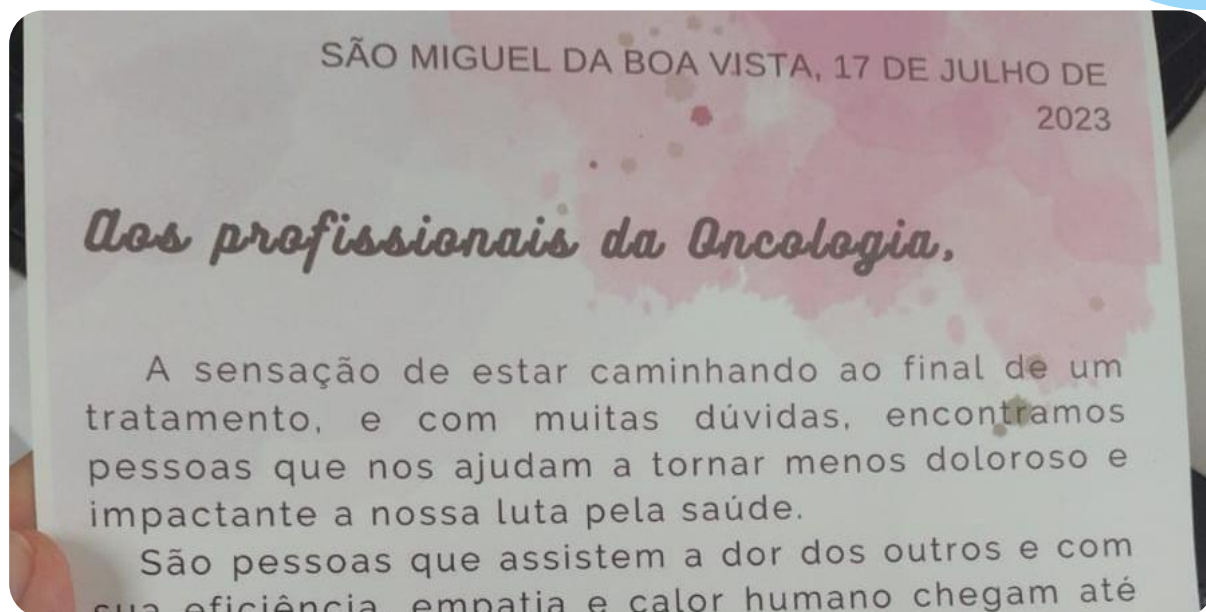 SÃO MIGUEL DA BOA VISTA, 17 DE JULHO DE
2023
Aos profissionais da Oncologia,
A sensação de estar caminhando ao final de um
tratamento, e com muitas dúvidas, encontramos
pessoas que nos ajudam a tornar menos doloroso e
impactante a nossa luta pela saúde.
São pessoas que assistem a dor dos outros e com
sua eficiência, empatia e calor humano chegam até